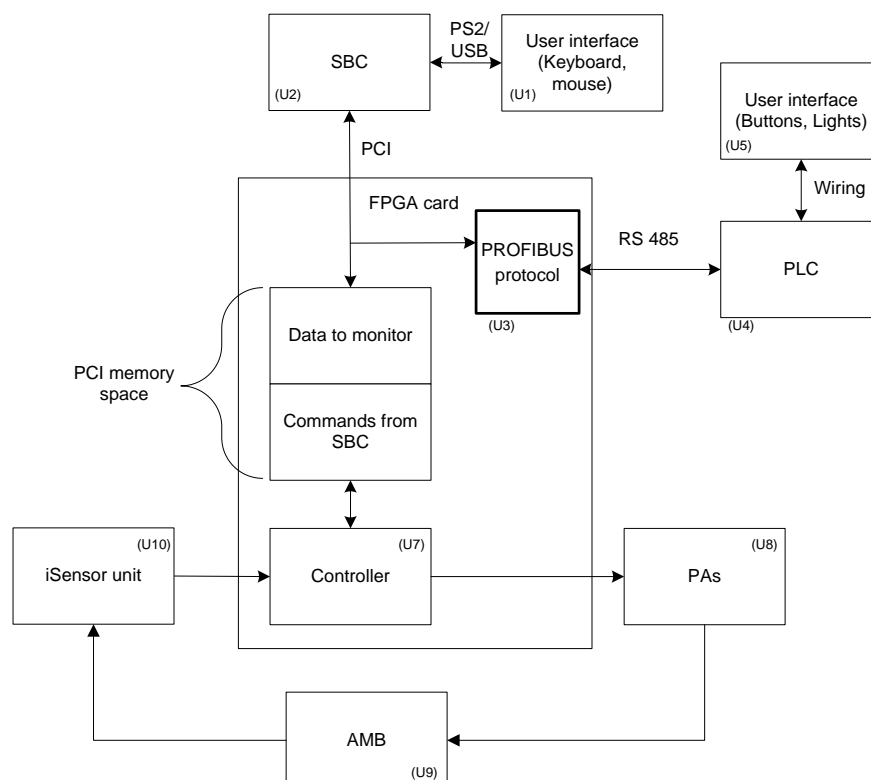 PS2/
USB
SBC
(U2)
User interface
(Keyboard,
mouse)
(U1)
User interface
(Buttons, Lights)
(U5)
PCI
Wiring
FPGA card
PROFIBUS
protocol
(U3)
RS 485
PLC
(U4)
Data to monitor
PCI memory
space
Commands from
SBC
(U10)
iSensor unit
(U7)
Controller
(U8)
PAs
AMB
(U9)